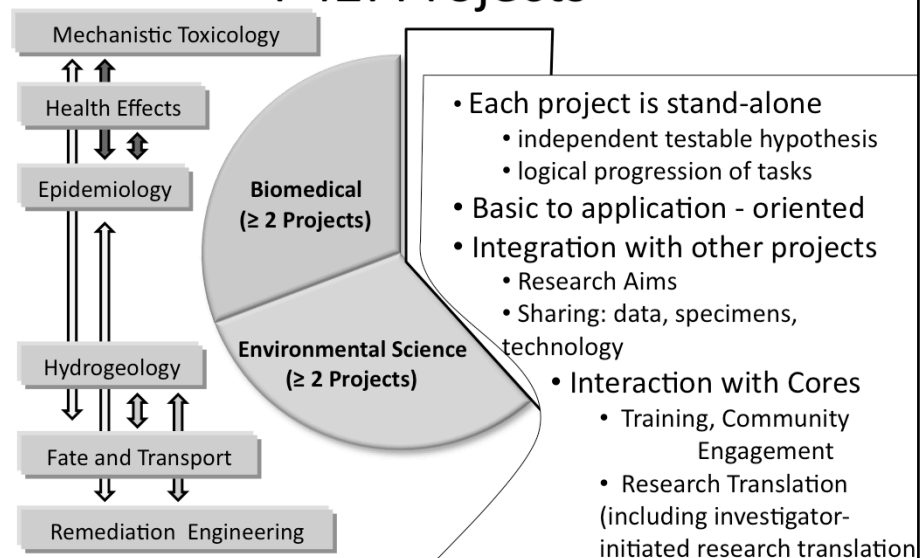 P42: Projects
Mechanistic Toxicology
Health Effects
Epidemiology
Hydrogeology
Fate and Transport
Remediation Engineering
Biomedical
(≥ 2 Projects)
Environmental Science
(≥ 2 Projects)
• Each project is stand-alone
• independent testable hypothesis
• logical progression of tasks
• Basic to application - oriented
• Integration with other projects
• Research Aims
• Sharing: data, specimens,
technology
• Interaction with Cores
• Training, Community
Engagement
• Research Translation
(including investigator-
initiated research translation